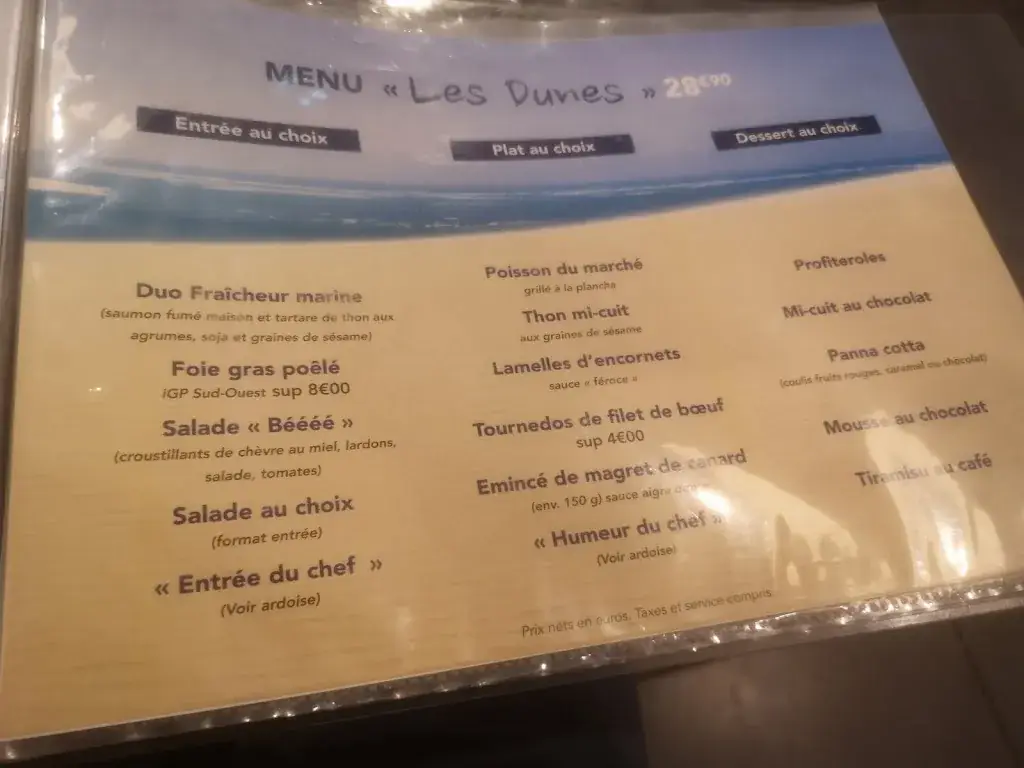 MENU « Les Dunes » 28€90
Entrée au choix
Duo Fraîcheur marine
(saumon fumé maison et tartare de thon aux
agrumes, soja et graines de sésame)
Foie gras poêlé
IGP Sud-Ouest sup 8€00
Salade « Béééé »
(croustillants de chèvre au miel, lardons,
salade, tomates)
Salade au choix
(format entrée)
« Entrée du chef »
(Voir ardoise)
Plat au choix
Poisson du marché
grillé à la plancha
Thon mi-cuit
aux graines de sésame
Lamelles d'encornets
sauce « féroce »
Tournedos de filet de bœuf
sup 4€00
Emincé de magret de canard
(env. 150 g) sauce aigre
« Humeur du chef »
(Voir ardoise)
Dessert au choix
Profiteroles
Mi-cuit au chocolat
Panna cotta
(coulis fruits rouges, caramel ou chocolat)
Mousse au chocolat
Tiramisu au café
Prix nets en euros. Taxes et service compris.